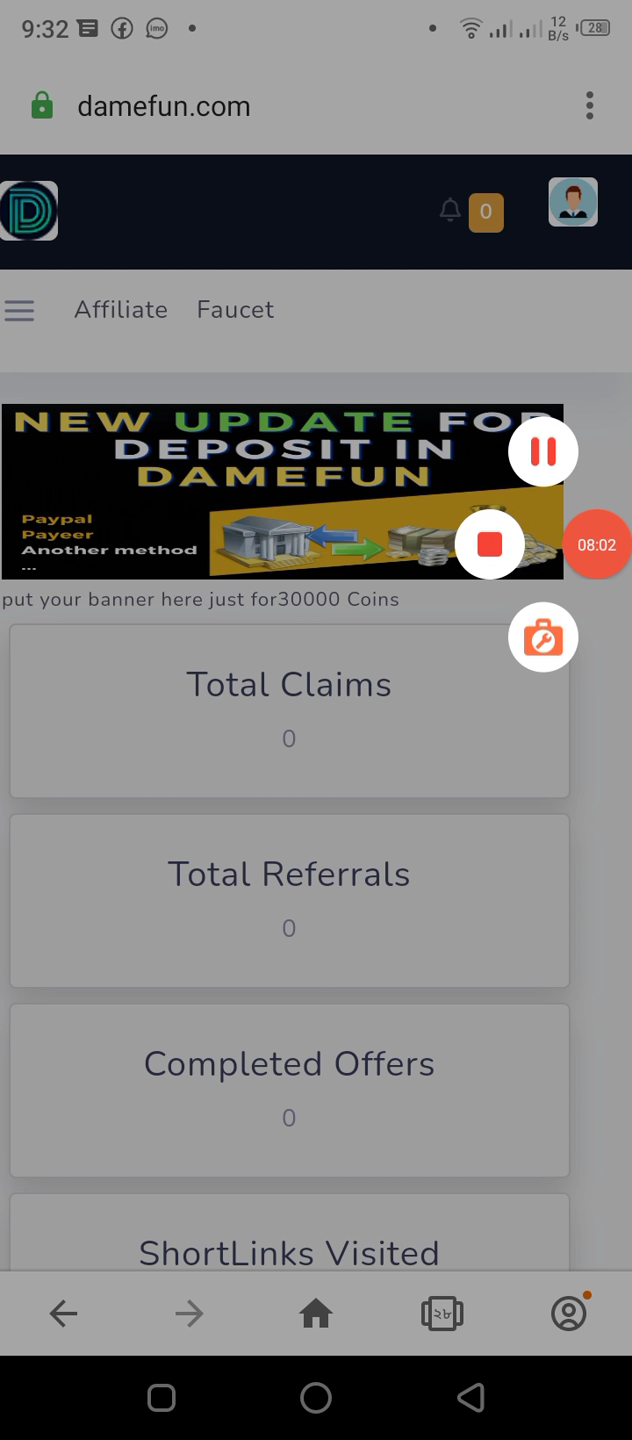 9:32
imo
12
B/s
28
damefun.com
0
Affiliate Faucet
NEW UPDATE FOR
DEPOSIT IN
DAMEFUN
Paypal
Payeer
Another method
...
08:02
put your banner here just for30000 Coins
Total Claims
0
Total Referrals
0
Completed Offers
0
ShortLinks Visited
২৮